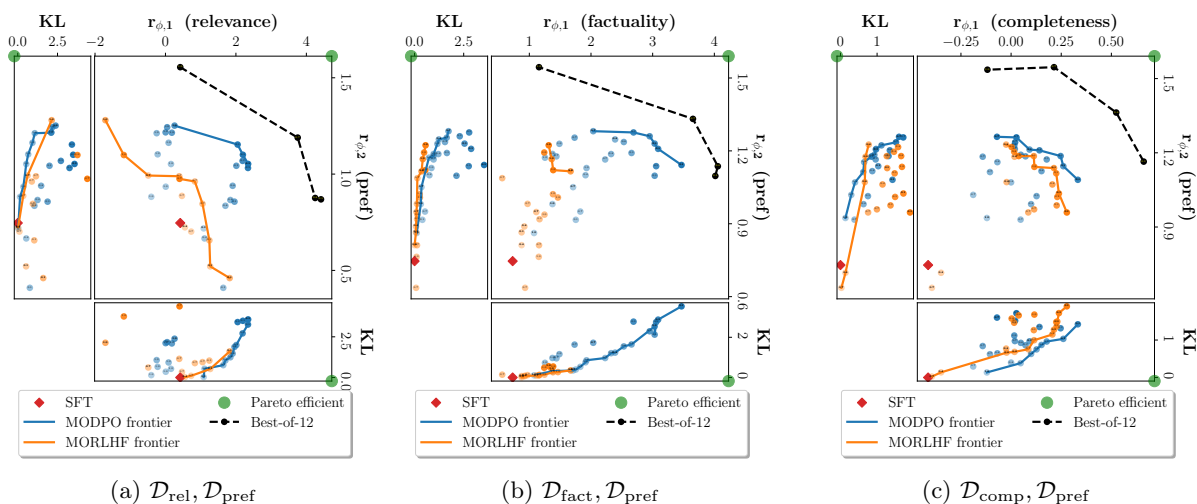 KL
r_{ϕ,1} (relevance)
0.0 2.5 −2 0 2 4
1.5
1.0
0.5
r_{ϕ,2} (pref)
2.5
0.0
KL
SFT
MODPO frontier
MORLHF frontier
Pareto efficient
Best-of-12
(a) 𝒟_rel, 𝒟_pref
KL
r_{ϕ,1} (factuality)
0.0 2.5 1 2 3 4
1.5
1.2
0.9
0.6
r_{ϕ,2} (pref)
2
0
KL
SFT
MODPO frontier
MORLHF frontier
Pareto efficient
Best-of-12
(b) 𝒟_fact, 𝒟_pref
KL
r_{ϕ,1} (completeness)
0 1 −0.25 0.00 0.50
1.5
1.2
0.9
r_{ϕ,2} (pref)
1
0
KL
SFT
MODPO frontier
MORLHF frontier
Pareto efficient
Best-of-12
(c) 𝒟_comp, 𝒟_pref